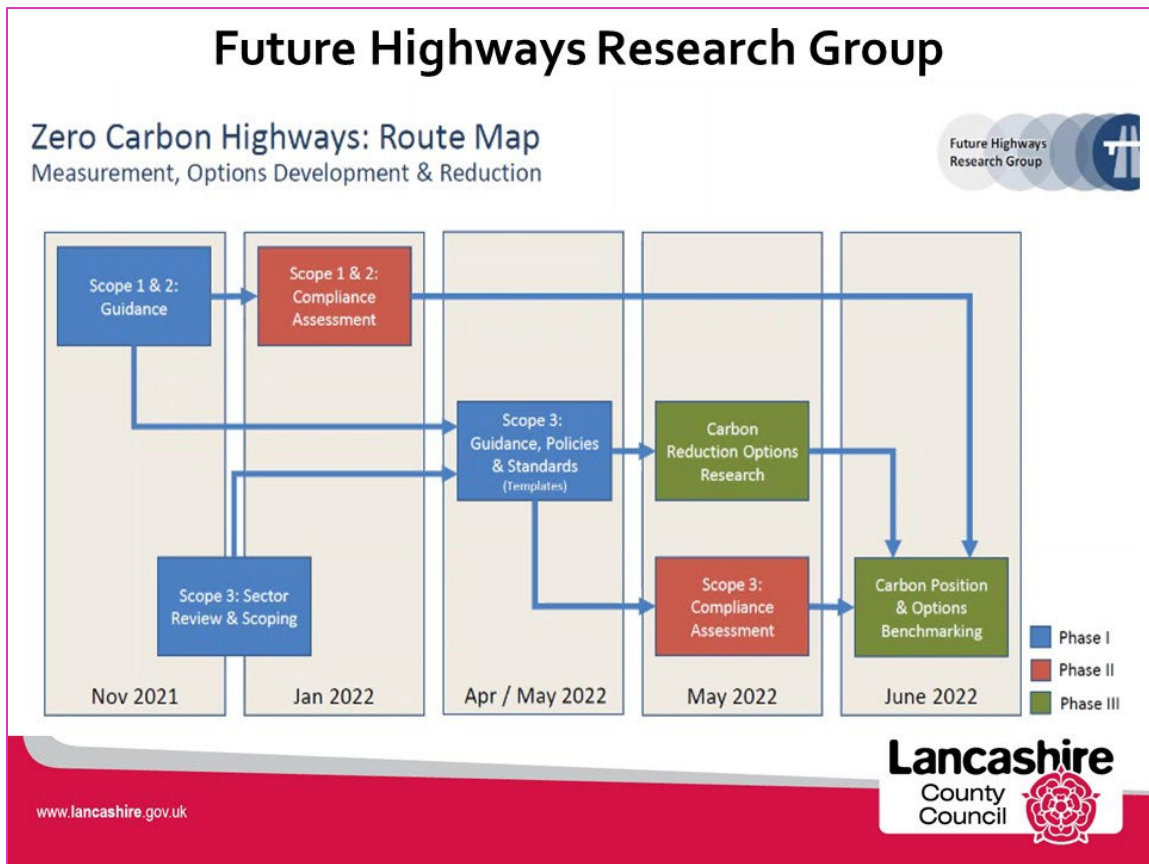 Future Highways Research Group
Zero Carbon Highways: Route Map
Measurement, Options Development & Reduction
Future Highways
Research Group
Scope 1 & 2:
Guidance
Scope 1 & 2:
Compliance
Assessment
Scope 3:
Guidance, Policies
& Standards
(Templates)
Carbon
Reduction Options
Research
Scope 3: Sector
Review & Scoping
Scope 3:
Compliance
Assessment
Carbon Position
& Options
Benchmarking
Phase I
Phase II
Phase III
Nov 2021
Jan 2022
Apr / May 2022
May 2022
June 2022
www.lancashire.gov.uk
Lancashire
County
Council